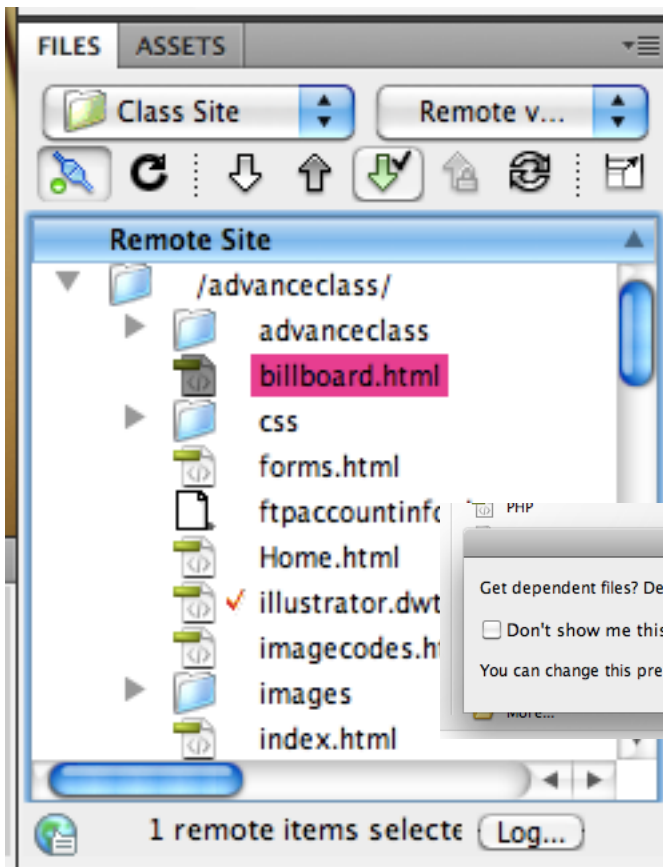 FILES ASSETS
Class Site Remote v...
Remote Site
/advanceclass/
advanceclass
billboard.html
css
forms.html
ftpaccountinfo
PHP
Home.html
Get dependent files? De
illustrator.dwt
Don't show me this
imagecodes.h
You can change this pre
images
More...
index.html
1 remote items selecte Log...